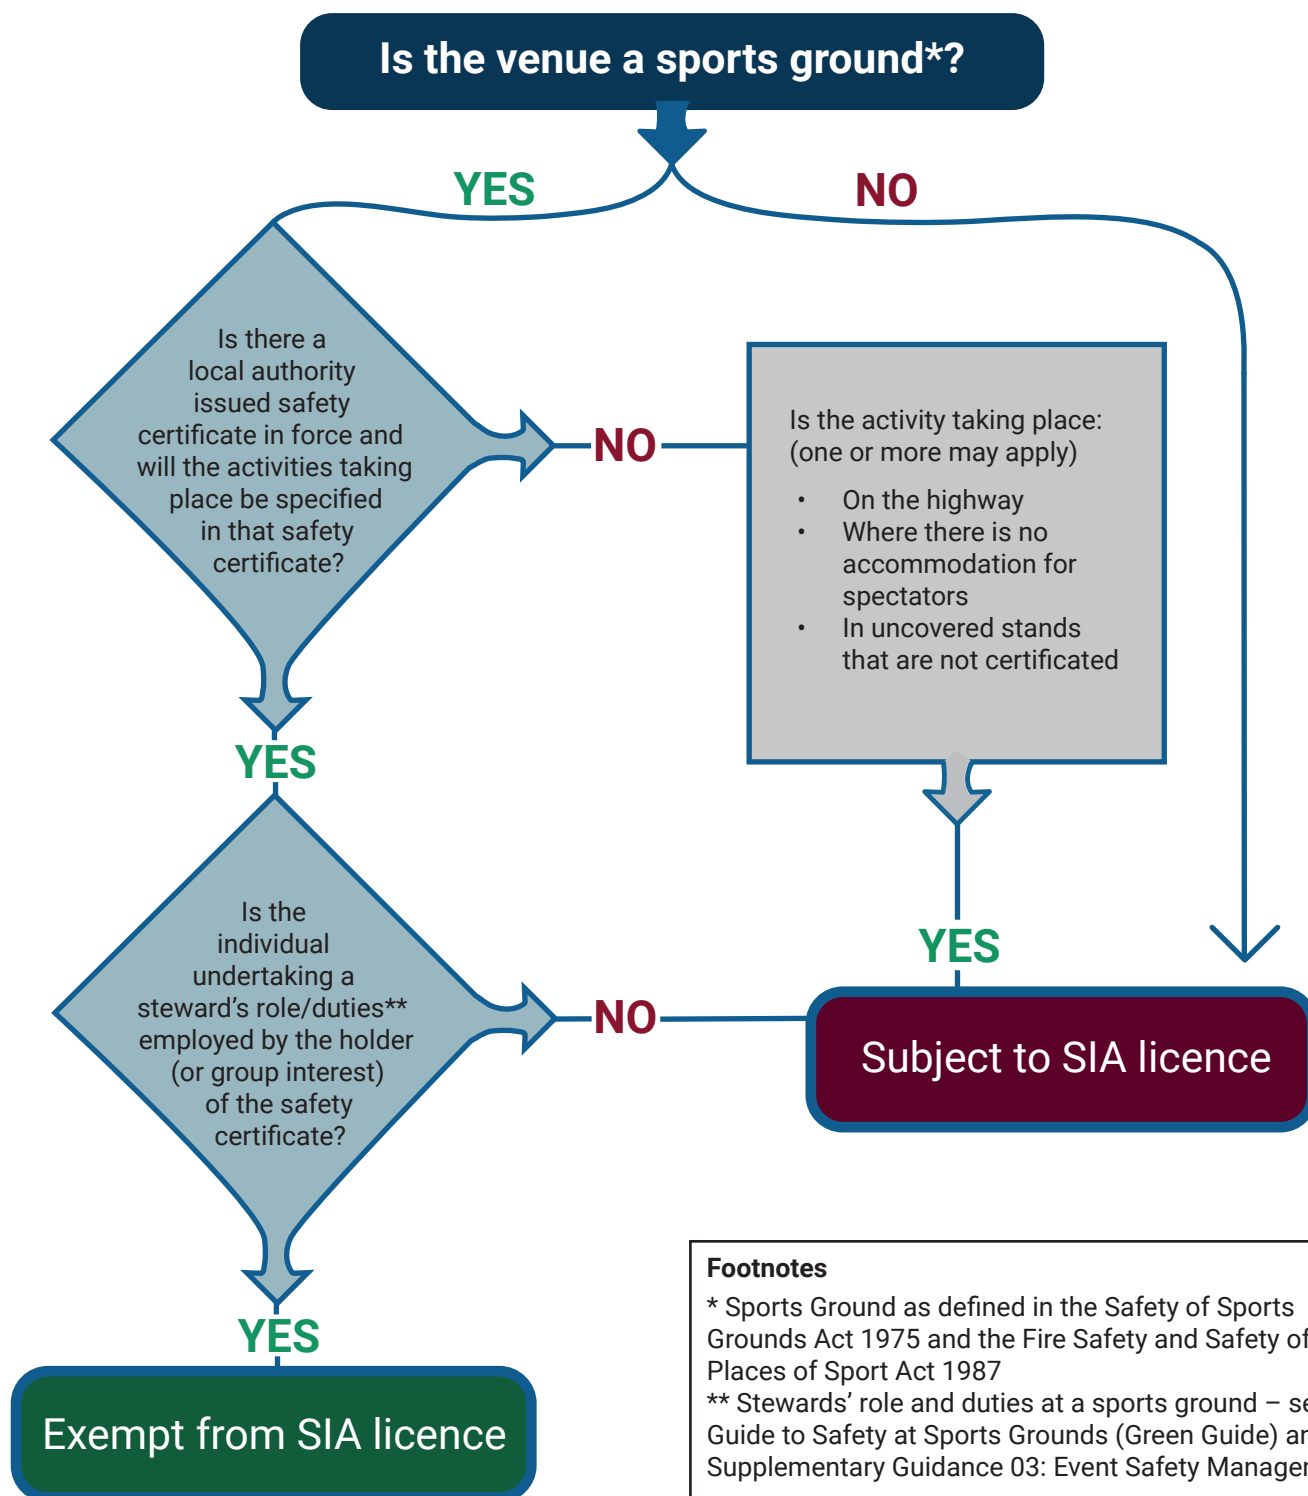 Is the venue a sports ground*?
YES
NO
Is there a
local authority
issued safety
certificate in force and
will the activities taking
place be specified
in that safety
certificate?
NO
Is the activity taking place:
(one or more may apply)
• On the highway
• Where there is no
accommodation for
spectators
• In uncovered stands
that are not certificated
YES
Is the
individual
undertaking a
steward's role/duties**
employed by the holder
(or group interest)
of the safety
certificate?
NO
YES
Subject to SIA licence
YES
Exempt from SIA licence
Footnotes
* Sports Ground as defined in the Safety of Sports
Grounds Act 1975 and the Fire Safety and Safety of
Places of Sport Act 1987
** Stewards' role and duties at a sports ground – 
Guide to Safety at Sports Grounds (Green Guide)
Supplementary Guidance 03: Event Safety